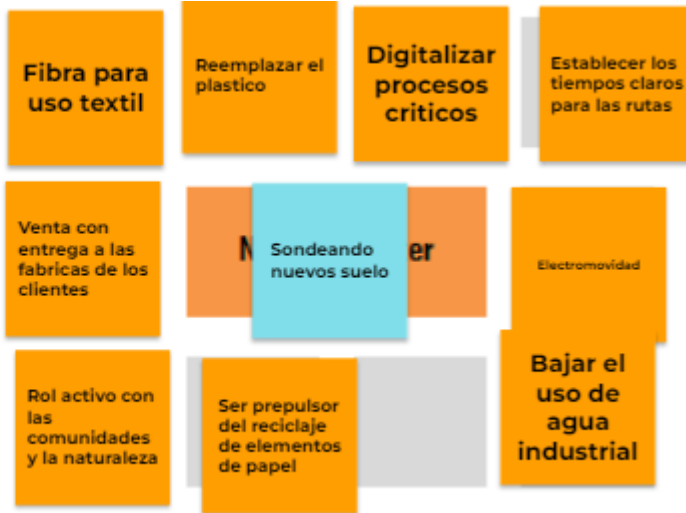 Fibra para
uso textil
Reemplazar el
plastico
Digitalizar
procesos
criticos
Establecer los
tiempos claros
para las rutas
Venta con
entrega a las
fabricas de los
clientes
Sondeando
nuevos suelo
Electromovidad
Rol activo con
las
comunidades
y la naturaleza
Ser prepulsor
del reciclaje
de elementos
de papel
Bajar el
uso de
agua
industrial